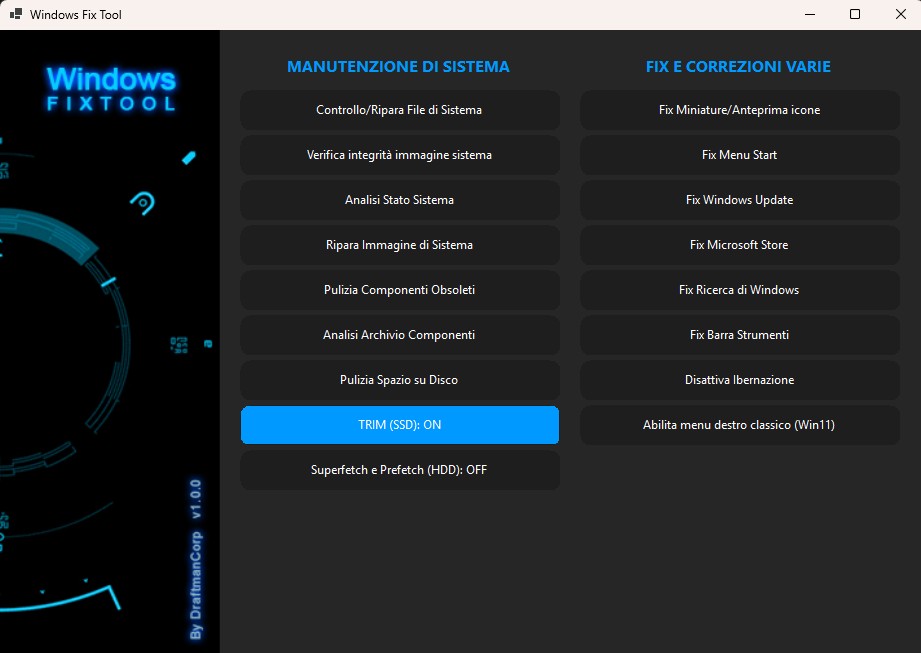 Windows Fix Tool
Windows
FIXTOOL
By DraftmanCorp v1.0.0
MANUTENZIONE DI SISTEMA
Controllo/Ripara File di Sistema
Verifica integrità immagine sistema
Analisi Stato Sistema
Ripara Immagine di Sistema
Pulizia Componenti Obsoleti
Analisi Archivio Componenti
Pulizia Spazio su Disco
TRIM (SSD): ON
Superfetch e Prefetch (HDD): OFF
FIX E CORREZIONI VARIE
Fix Miniature/Anteprima icone
Fix Menu Start
Fix Windows Update
Fix Microsoft Store
Fix Ricerca di Windows
Fix Barra Strumenti
Disattiva Ibernazione
Abilita menu destro classico (Win11)